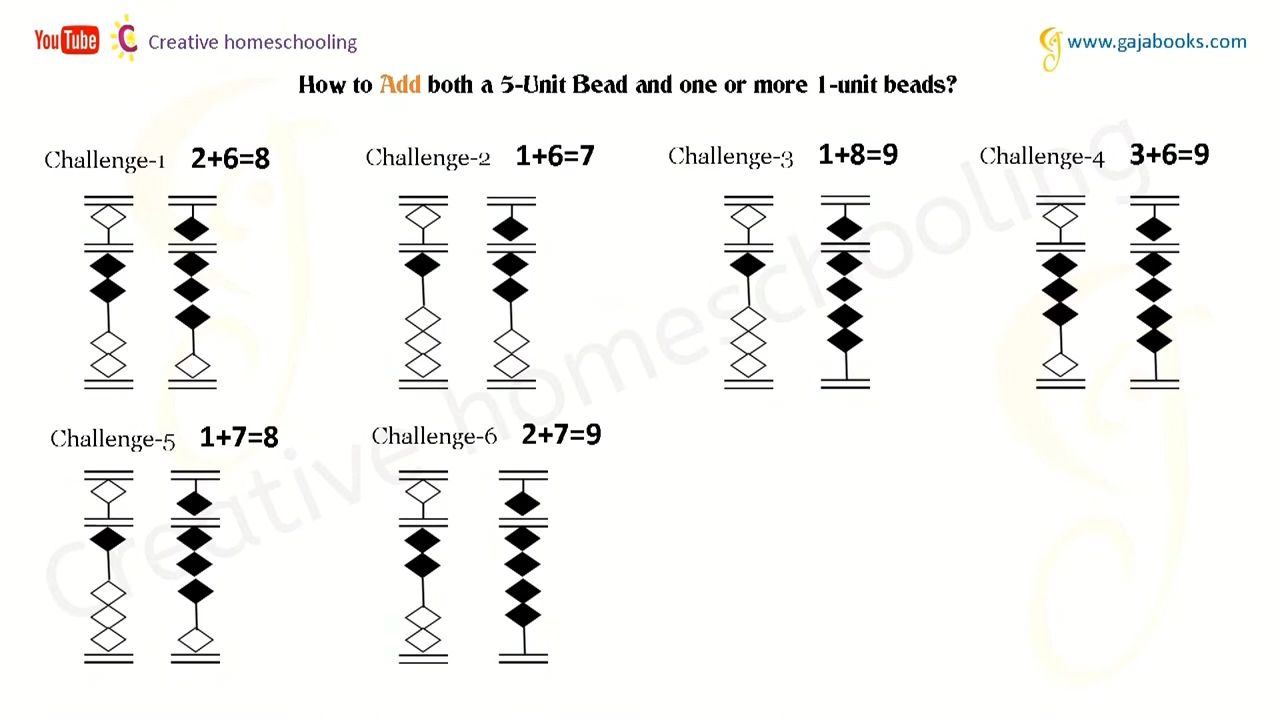 YouTube C Creative homeschooling
www.gajabooks.com
How to Add both a 5-Unit Bead and one or more 1-unit beads?
Challenge-1 2+6=8
Challenge-2 1+6=7
Challenge-3 1+8=9
Challenge-4 3+6=9
Challenge-5 1+7=8
Challenge-6 2+7=9
Creative homeschooling